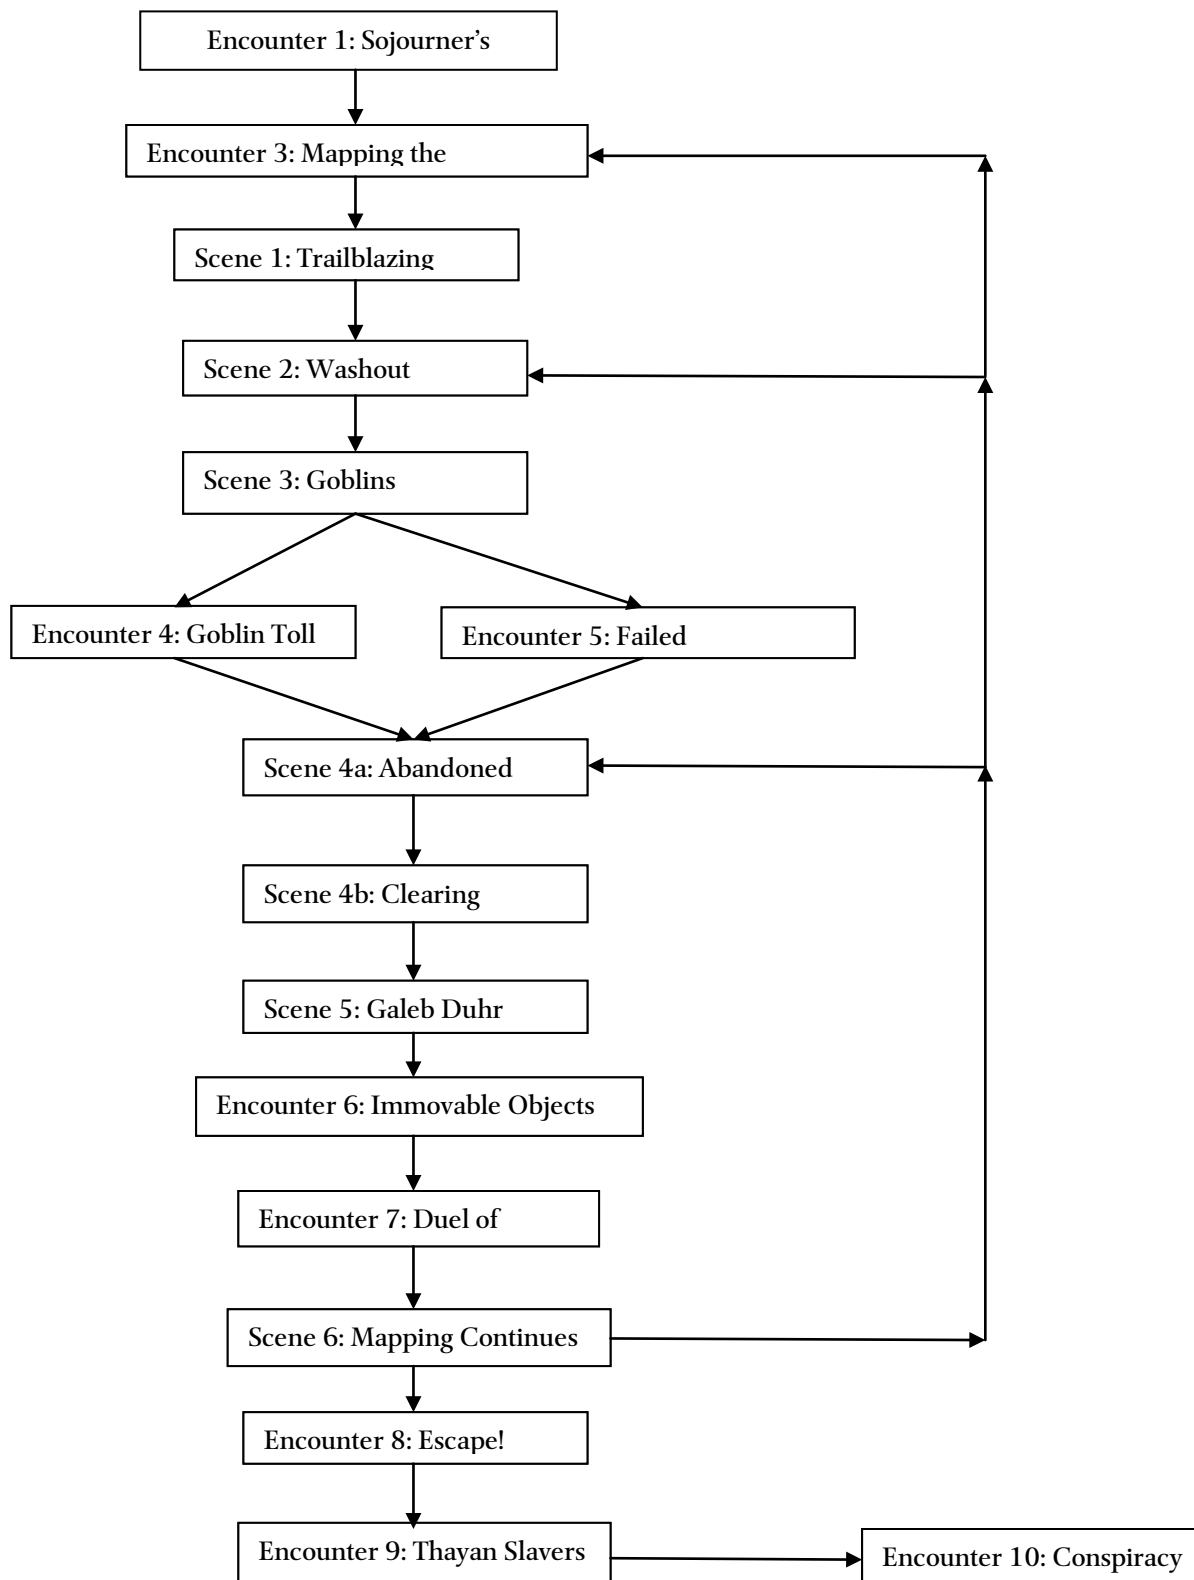 Encounter 1: Sojourner’s
Encounter 3: Mapping the
Scene 1: Trailblazing
Scene 2: Washout
Scene 3: Goblins
Encounter 4: Goblin Toll
Encounter 5: Failed
Scene 4a: Abandoned
Scene 4b: Clearing
Scene 5: Galeb Duhr
Encounter 6: Immovable Objects
Encounter 7: Duel of
Scene 6: Mapping Continues
Encounter 8: Escape!
Encounter 9: Thayan Slavers
Encounter 10: Conspiracy